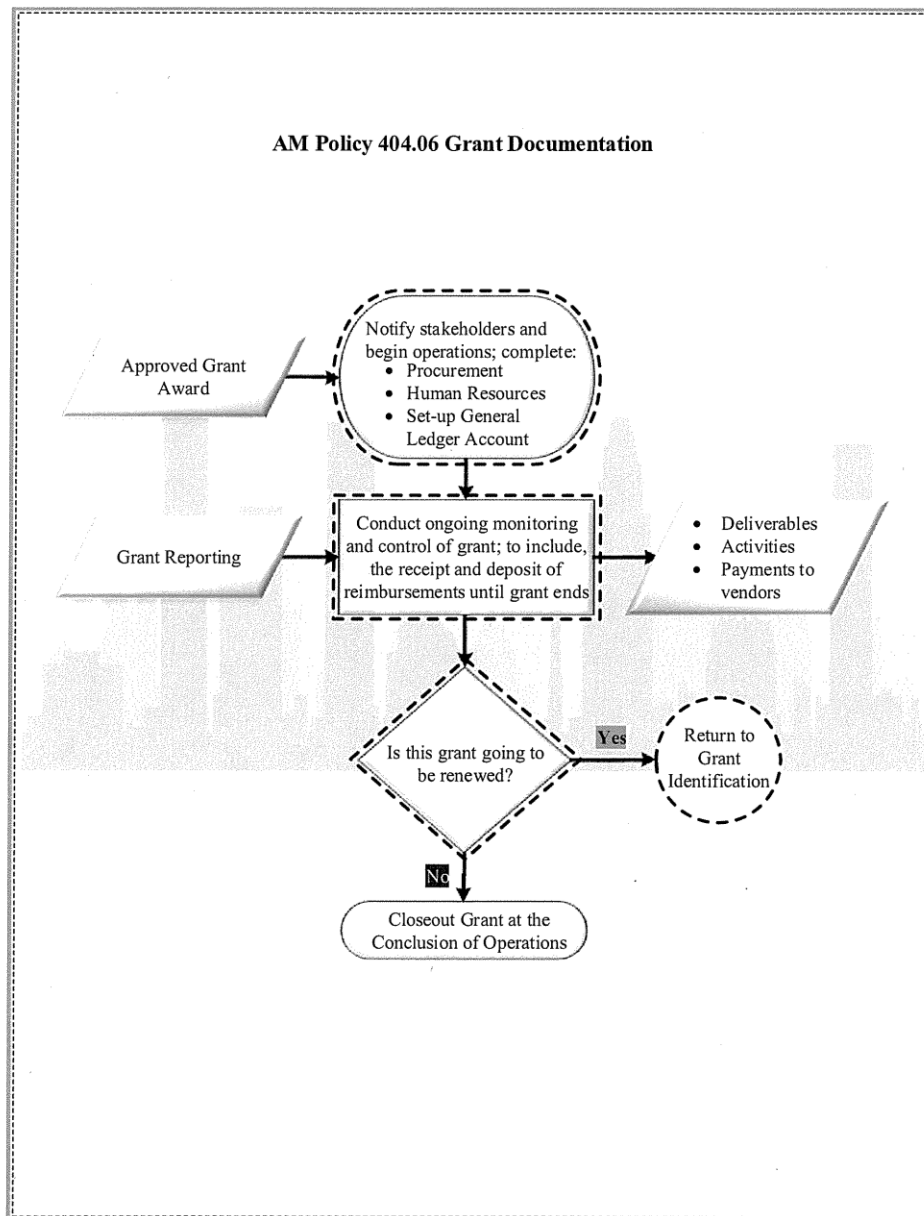 AM Policy 404.06 Grant Documentation
Approved Grant
Award
Notify stakeholders and
begin operations; complete:
• Procurement
• Human Resources
• Set-up General
Ledger Account
Grant Reporting
Conduct ongoing monitoring
and control of grant; to include,
the receipt and deposit of
reimbursements until grant ends
• Deliverables
• Activities
• Payments to
vendors
Is this grant going to
be renewed?
Yes
Return to
Grant
Identification
No
Closeout Grant at the
Conclusion of Operations